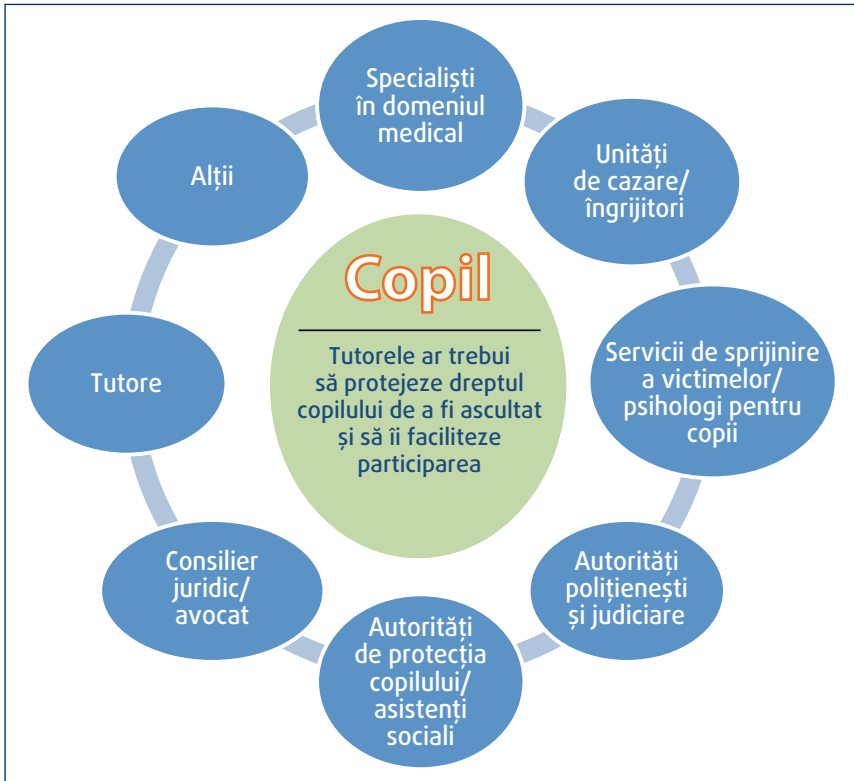 Specialiști
în domeniul
medical
Unități
de cazare/
îngrijitori
Servicii de sprijinire
a victimelor/
psihologi pentru
copii
Autorități
polițienești
și judiciare
Autorități
de protecția
copilului/
asistenți
sociali
Consilier
juridic/
avocat
Tutore
Alții
Copil
Tutorele ar trebui
să protejeze dreptul
copilului de a fi ascultat
și să îi faciliteze
participarea